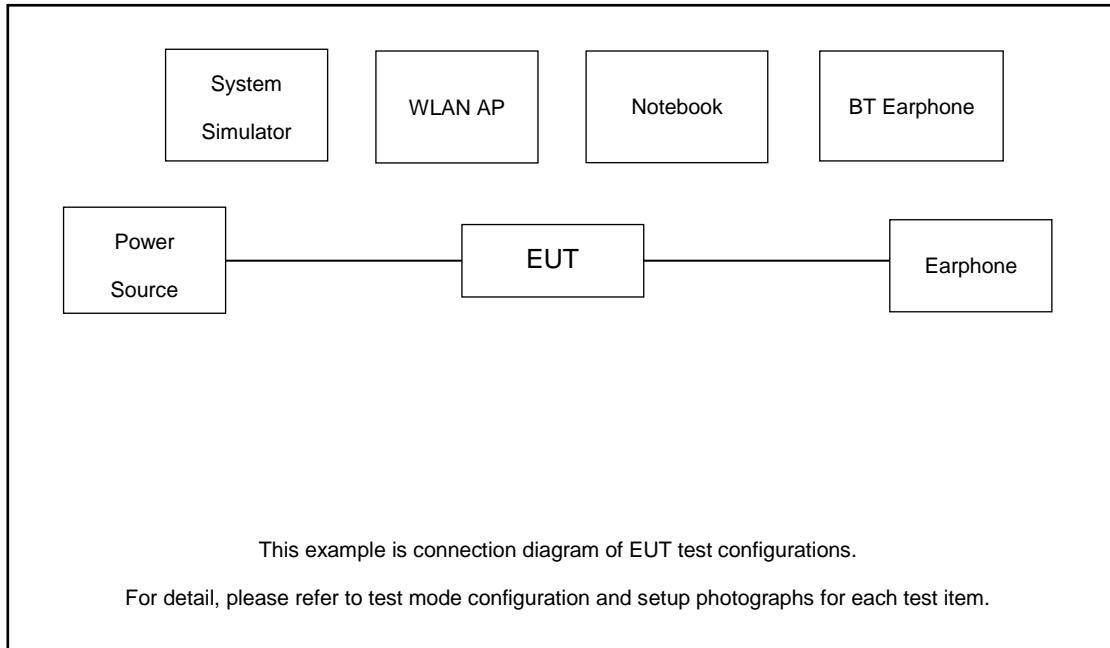 System
Simulator
WLAN AP
Notebook
BT Earphone
Power
Source
EUT
Earphone
This example is connection diagram of EUT test configurations.
For detail, please refer to test mode configuration and setup photographs for each test item.